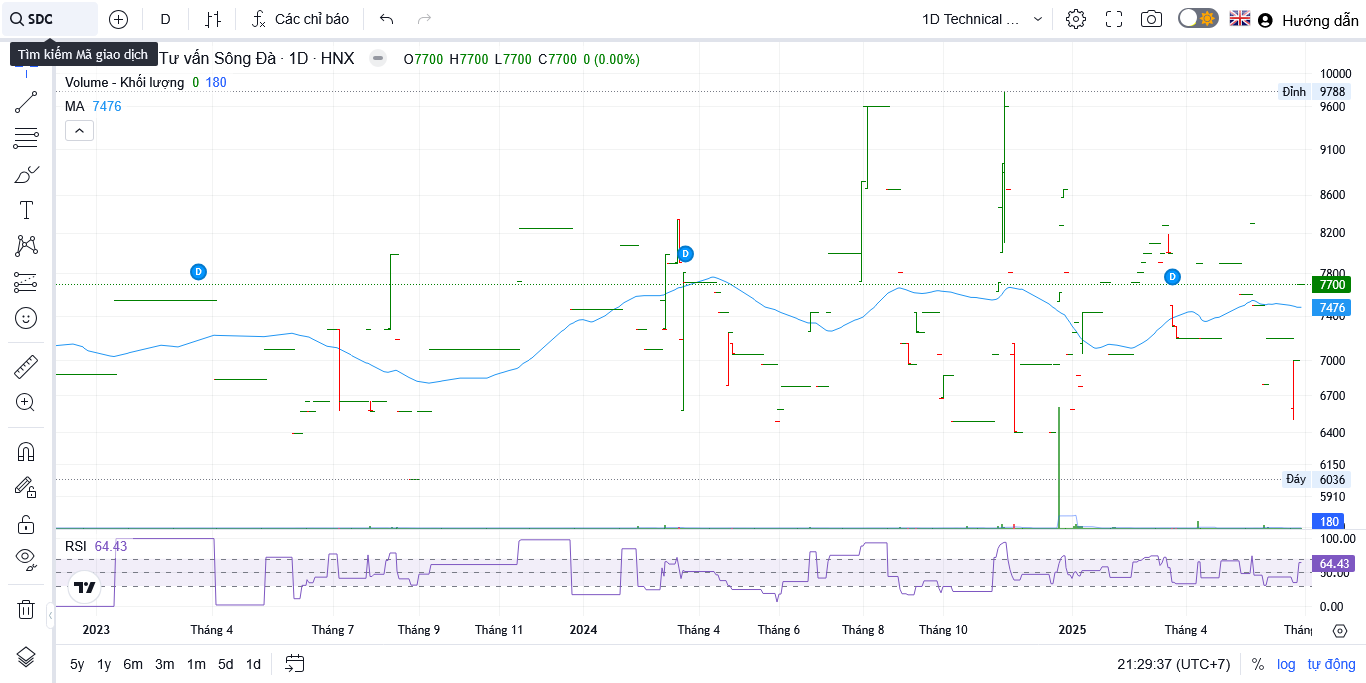 SDC
D
Các chỉ báo
1D Technical ...
Hướng dẫn
Tìm kiếm Mã giao dịch
Tư vấn Sông Đà · 1D · HNX
O7700 H7700 L7700 C7700 0 (0.00%)
Volume - Khối lượng 0 180
MA 7476
10000
Đỉnh 9788
9600
9100
8600
8200
7800
7700
7476
7400
7000
6700
6400
6150
Đáy 6036
5910
180
D
D
D
RSI 64.43
100.00
64.43
50.00
0.00
2023 Tháng 4 Tháng 7 Tháng 9 Tháng 11 2024 Tháng 4 Tháng 6 Tháng 8 Tháng 10 2025 Tháng 4 Thán
5y 1y 6m 3m 1m 5d 1d
21:29:37 (UTC+7) % log tự động